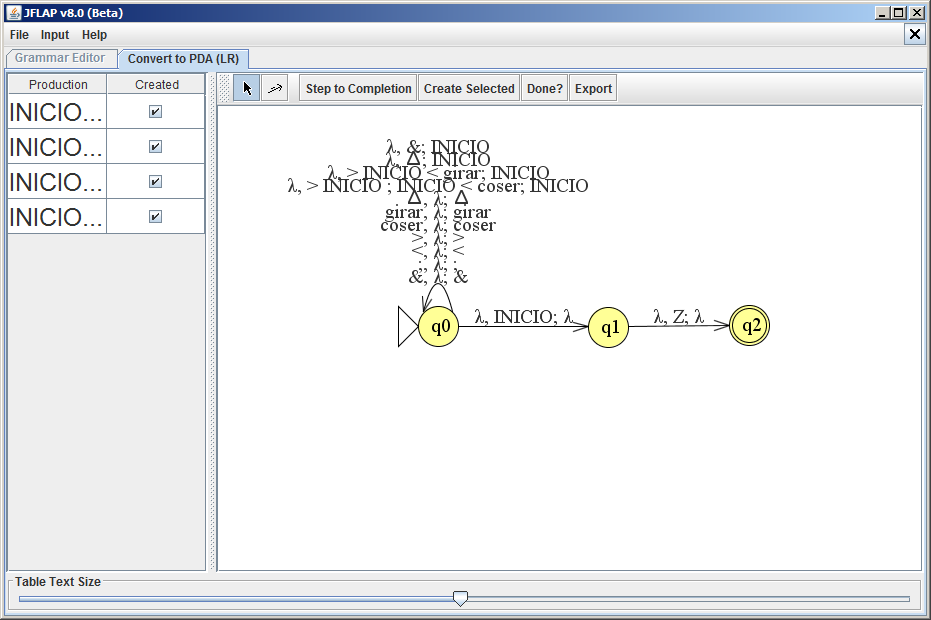 JFLAP v8.0 (Beta)
File Input Help
Grammar Editor Convert to PDA (LR)
Production Created
INICIO...
INICIO...
INICIO...
INICIO...
Step to Completion Create Selected Done? Export
λ, &; INICIO
λ, Δ; INICIO
λ, > INICIO < girar; INICIO
λ, > INICIO ; INICIO < coser; INICIO
Δ, λ; Δ
girar, λ; girar
coser, λ; coser
>, λ; >
<, λ; <
;, λ; ;
&, λ; &
q0 λ, INICIO; λ q1 λ, Z; λ q2
Table Text Size